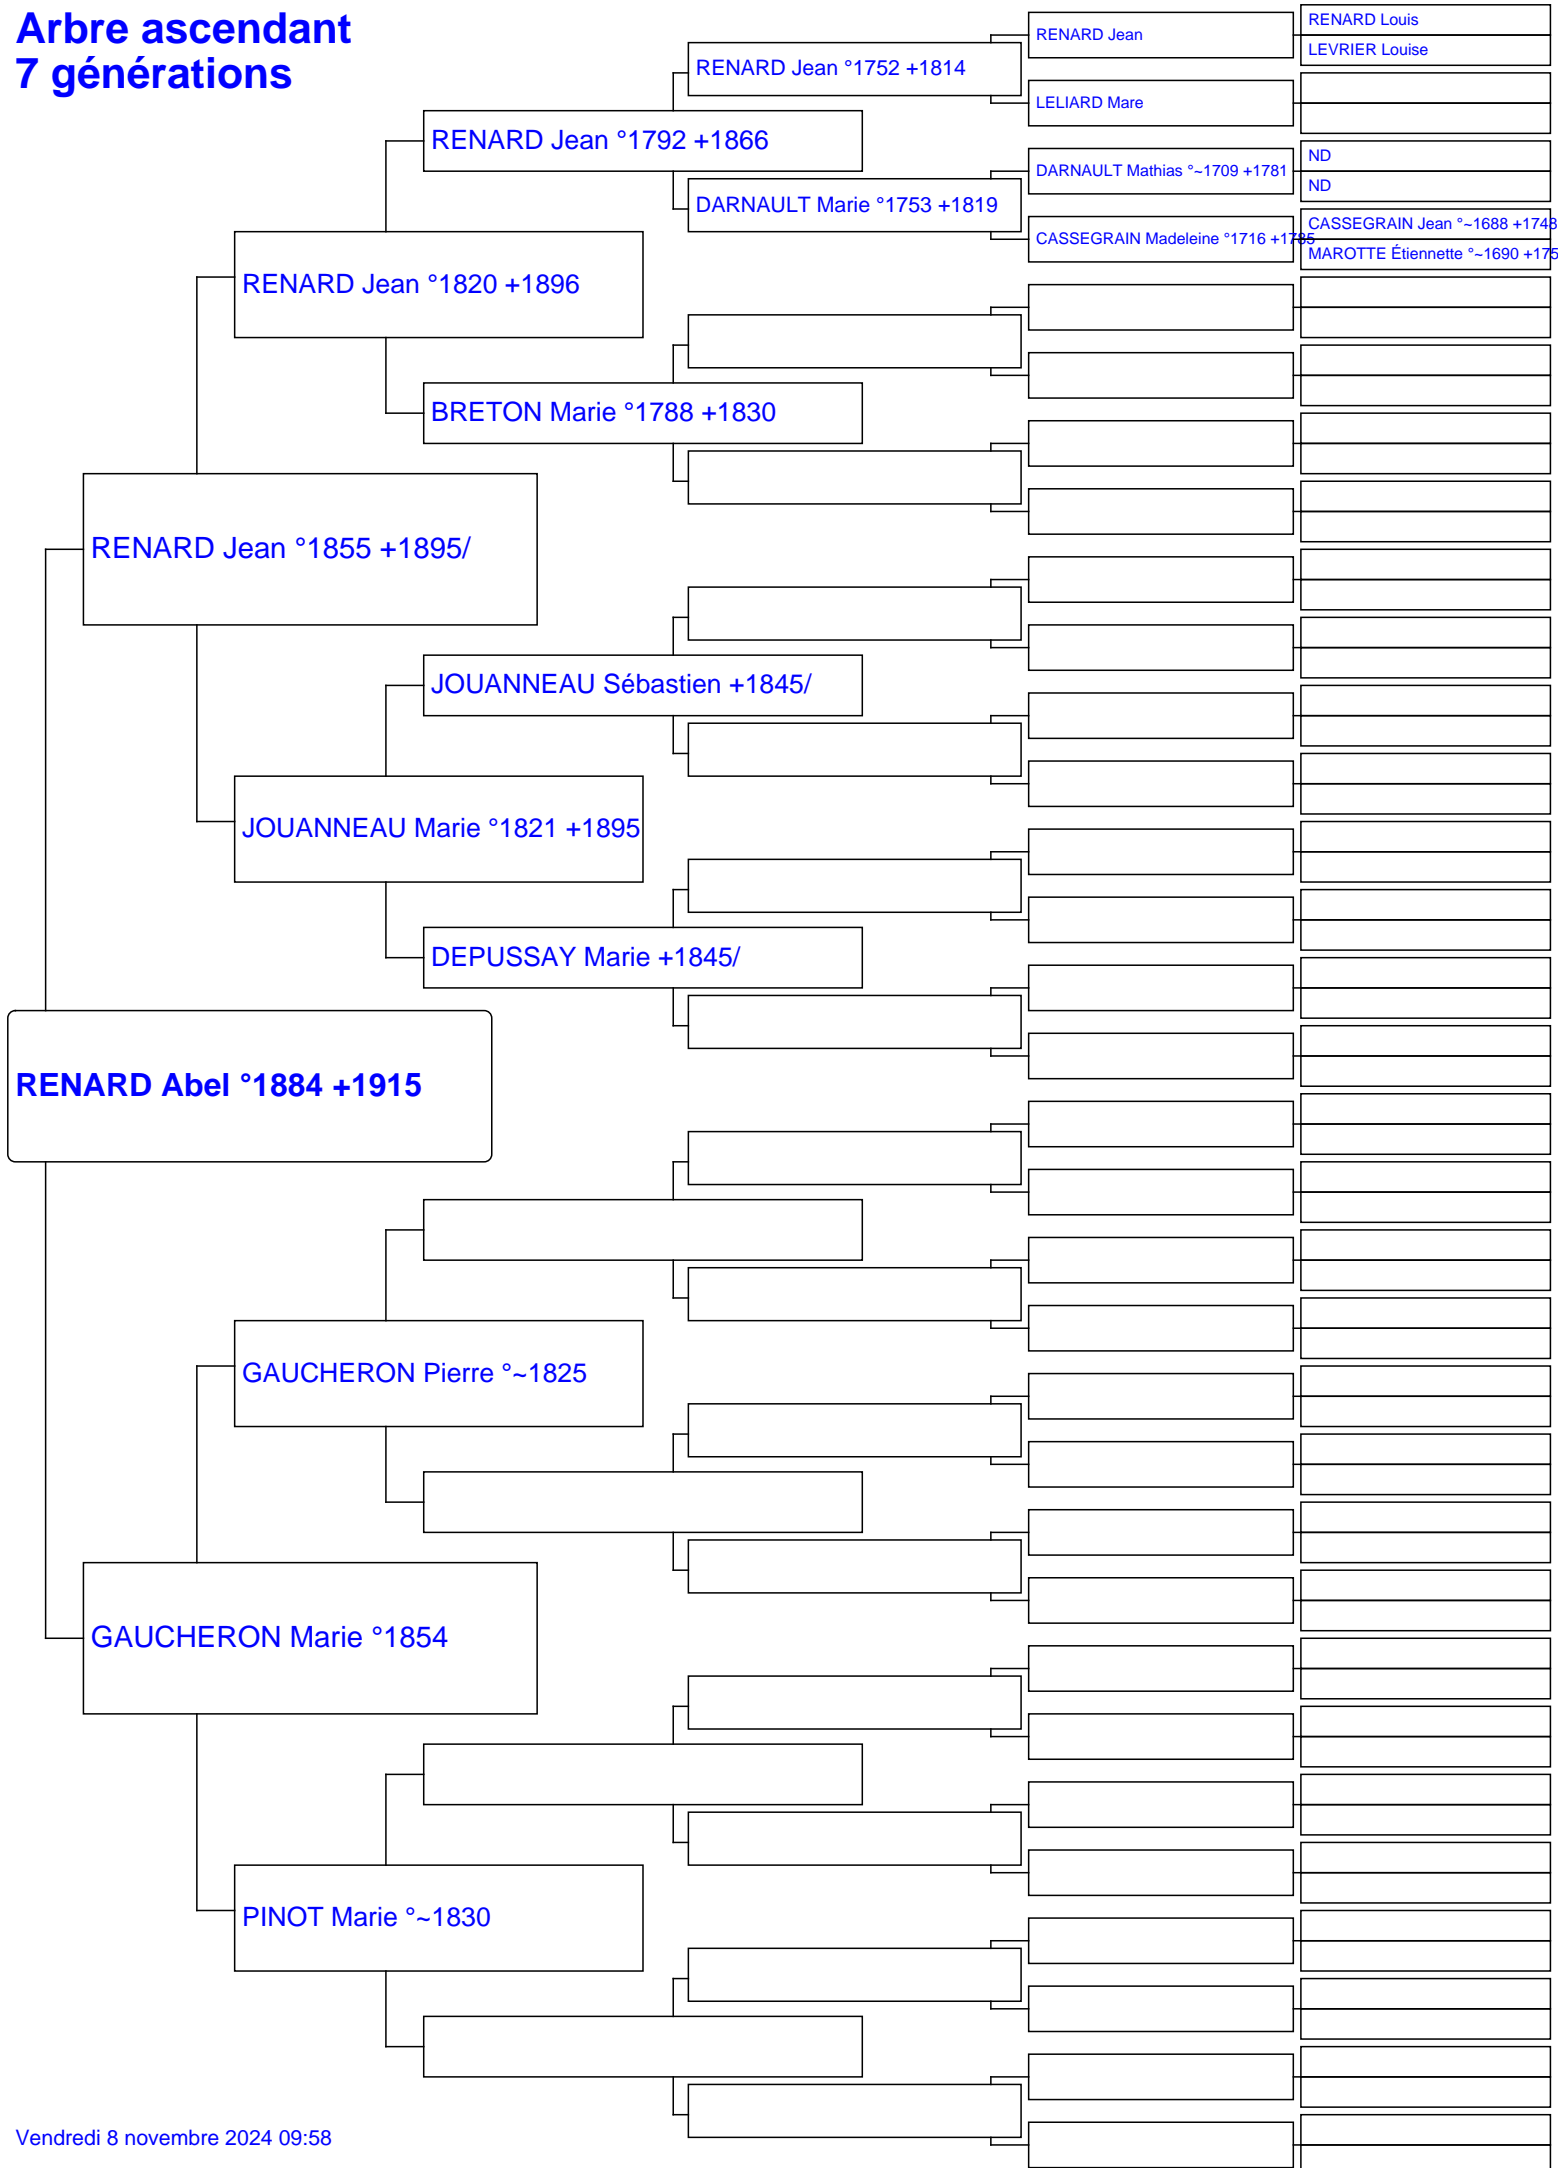 Arbre ascendant
7 générations
RENARD Abel °1884 +1915
RENARD Jean °1855 +1895/
GAUCHERON Marie °1854
RENARD Jean °1820 +1896
JOUANNEAU Marie °1821 +1895
GAUCHERON Pierre °~1825
PINOT Marie °~1830
RENARD Jean °1792 +1866
BRETON Marie °1788 +1830
JOUANNEAU Sébastien +1845/
DEPUSSAY Marie +1845/
RENARD Jean °1752 +1814
DARNAULT Marie °1753 +1819
RENARD Jean
LELIARD Mare
DARNAULT Mathias °~1709 +1781
CASSEGRAIN Madeleine °1716 +1785
RENARD Louis
LEVRIER Louise
ND
ND
CASSEGRAIN Jean °~1688 +1748
MAROTTE Étiennette °~1690
Vendredi 8 novembre 2024 09:58